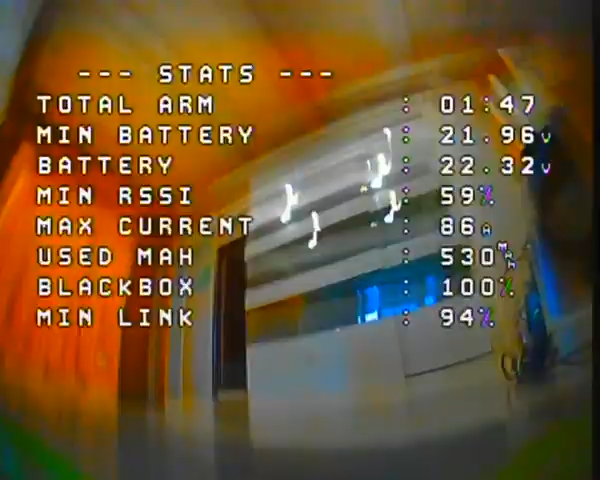 --- STATS ---
TOTAL ARM : 01:47
MIN BATTERY : 21.96V
BATTERY : 22.32V
MIN RSSI : 59%
MAX CURRENT : 86A
USED MAH : 530MAH
BLACKBOX : 100%
MIN LINK : 94%